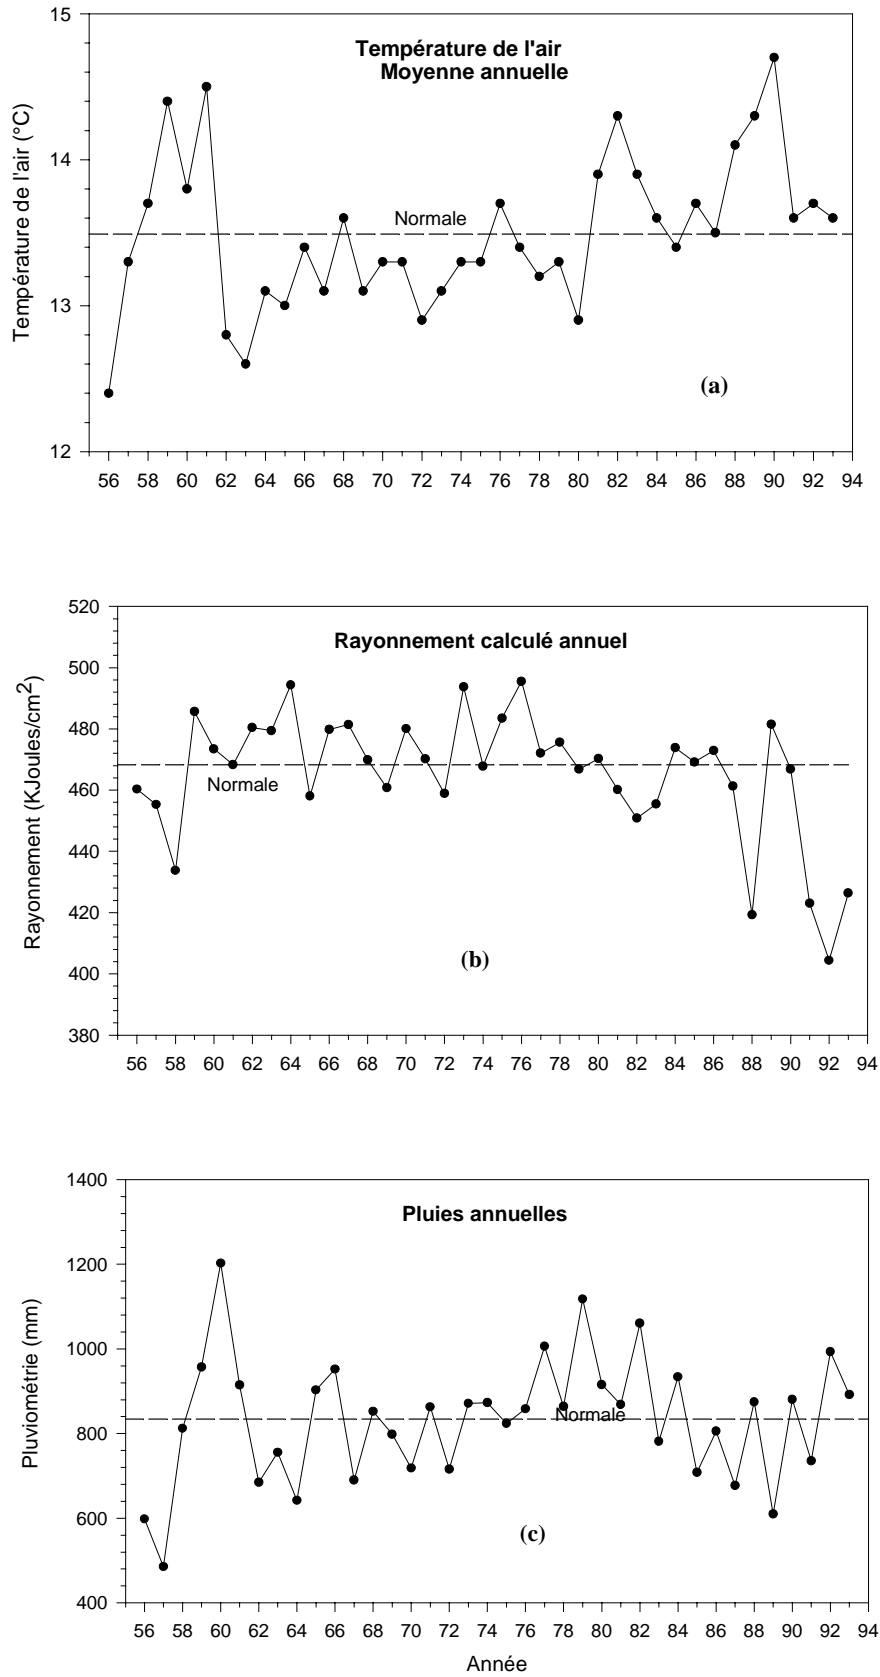 Température de l'air
Moyenne annuelle
Température de l'air (°C)
15
14
13
12
Normale
(a)
56 58 60 62 64 66 68 70 72 74 76 78 80 82 84 86 88 90 92 94
Rayonnement calculé annuel
Rayonnement (KJoules/cm2)
520
500
480
460
440
420
400
380
Normale
(b)
56 58 60 62 64 66 68 70 72 74 76 78 80 82 84 86 88 90 92 94
Pluies annuelles
Pluviométrie (mm)
1400
1200
1000
800
600
400
Normale
(c)
56 58 60 62 64 66 68 70 72 74 76 78 80 82 84 86 88 90 92 94
Année